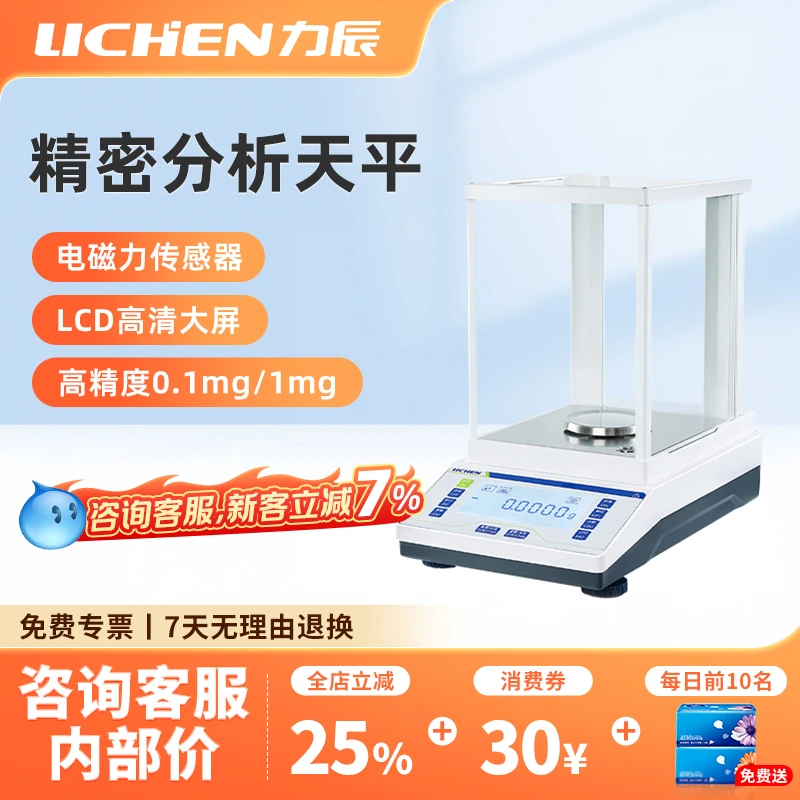 LICHEN力辰
精密分析天平
电磁力传感器
LCD高清大屏
高精度0.1mg/1mg
LICHEN
0.0000g
咨询客服,新客立减7%
免费专票 | 7天无理由退换
咨询客服
内部价
全店立减
25%
+
消费券
30¥
+
每日前10名
免费送